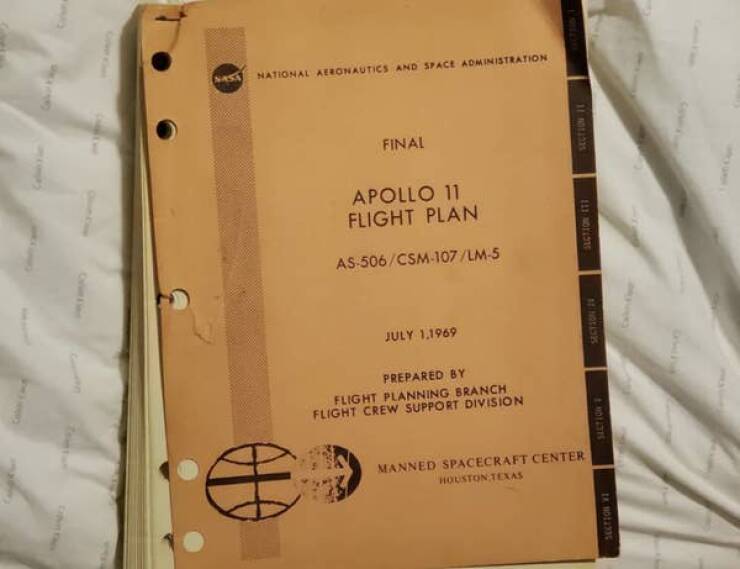 NASA
NATIONAL AERONAUTICS AND SPACE ADMINISTRATION
FINAL
APOLLO 11
FLIGHT PLAN
AS-506/CSM-107/LM-5
JULY 1,1969
PREPARED BY
FLIGHT PLANNING BRANCH
FLIGHT CREW SUPPORT DIVISION
MANNED SPACECRAFT CENTER
HOUSTON,TEXAS
SECTION II
SECTION III
SECTION IV
SECTION V
Calvin Klein